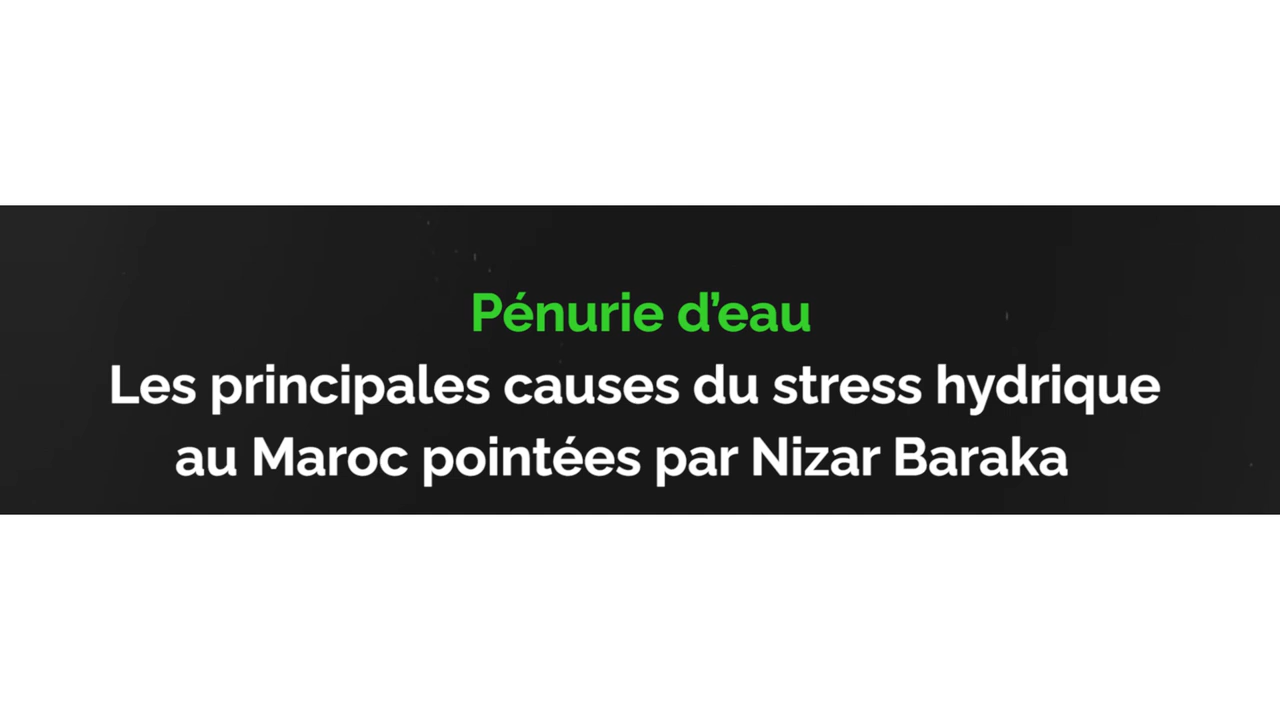 Pénurie d’eau
Les principales causes du stress hydrique
au Maroc pointées par Nizar Baraka